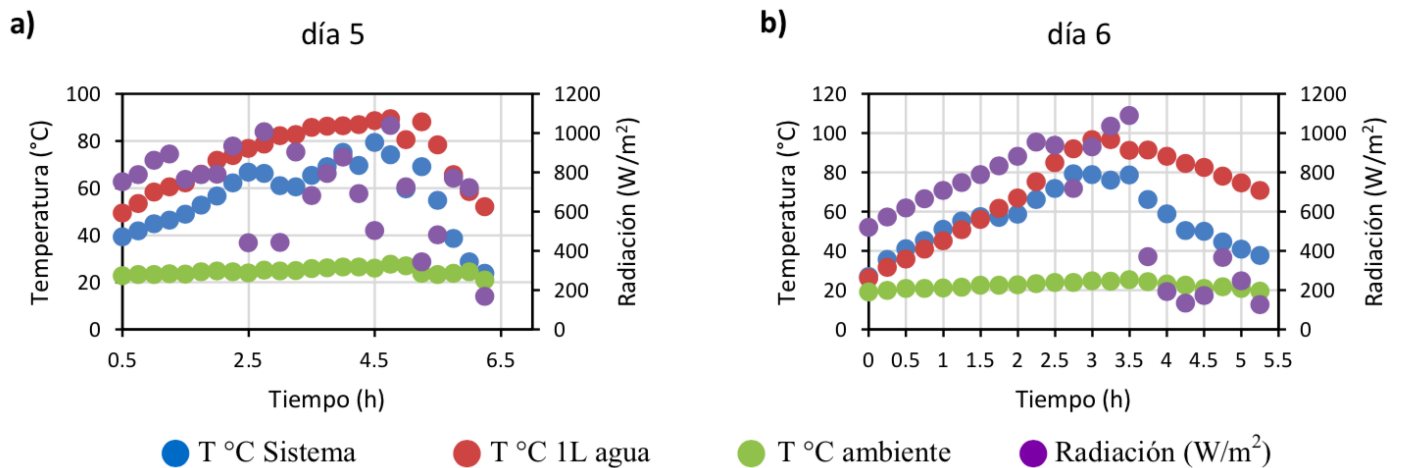 a)
día 5
Temperatura (°C)
100
80
60
40
20
0
1200
1000
800
600
400
200
0
Radiación (W/m²)
0.5 2.5 4.5 6.5
Tiempo (h)
b)
día 6
Temperatura (°C)
120
100
80
60
40
20
0
1200
1000
800
600
400
200
0
Radiación (W/m²)
0 0.5 1 1.5 2 2.5 3 3.5 4 4.5 5 5.5
Tiempo (h)
T °C Sistema T °C 1L agua T °C ambiente Radiación (W/m²)